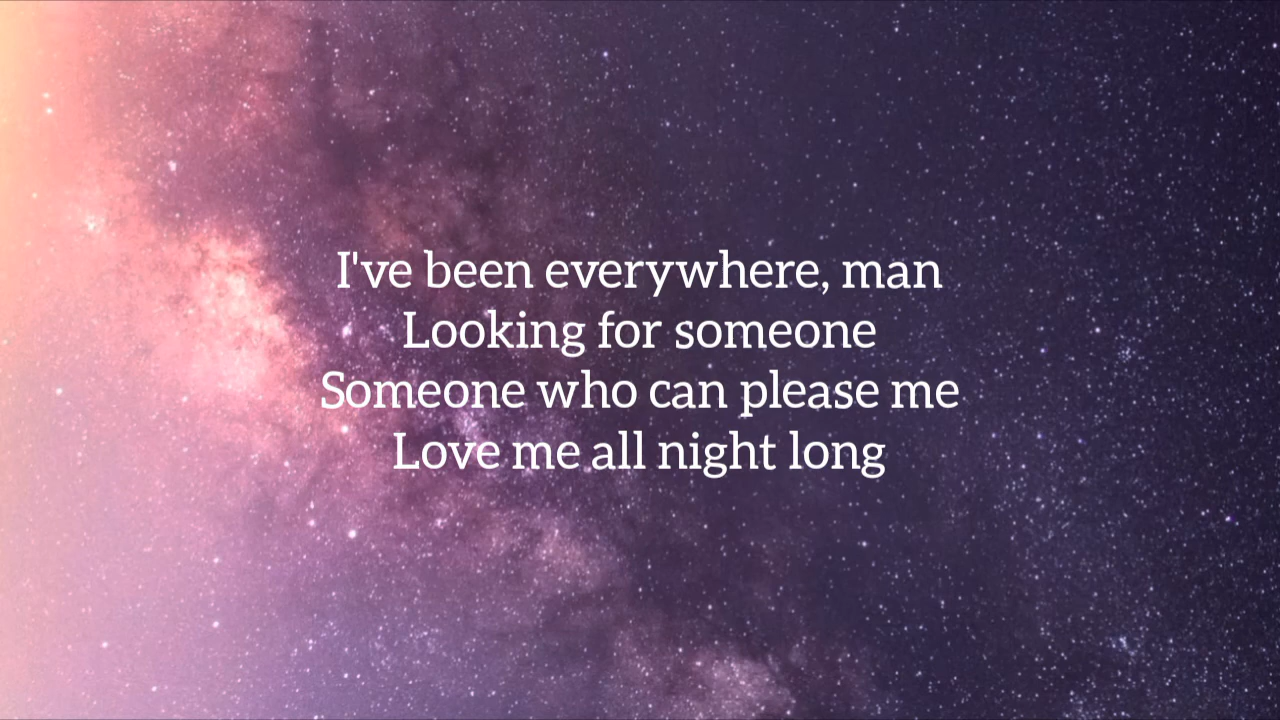 I've been everywhere, man
Looking for someone
Someone who can please me
Love me all night long